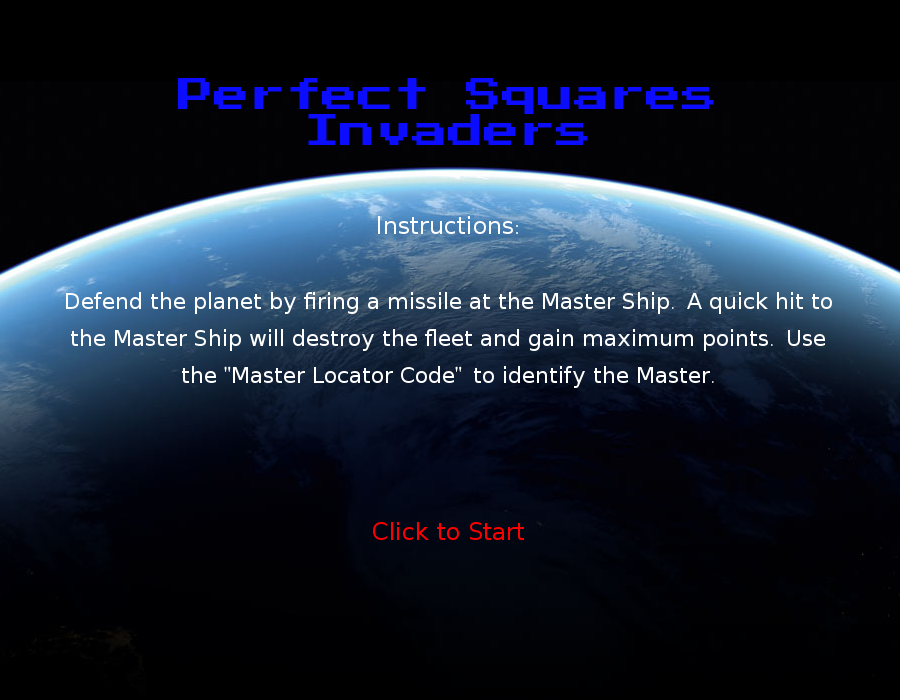 Perfect Squares
Invaders
Instructions:
Defend the planet by firing a missile at the Master Ship.  A quick hit to
the Master Ship will destroy the fleet and gain maximum points.  Use
the "Master Locator Code"  to identify the Master.
Click to Start